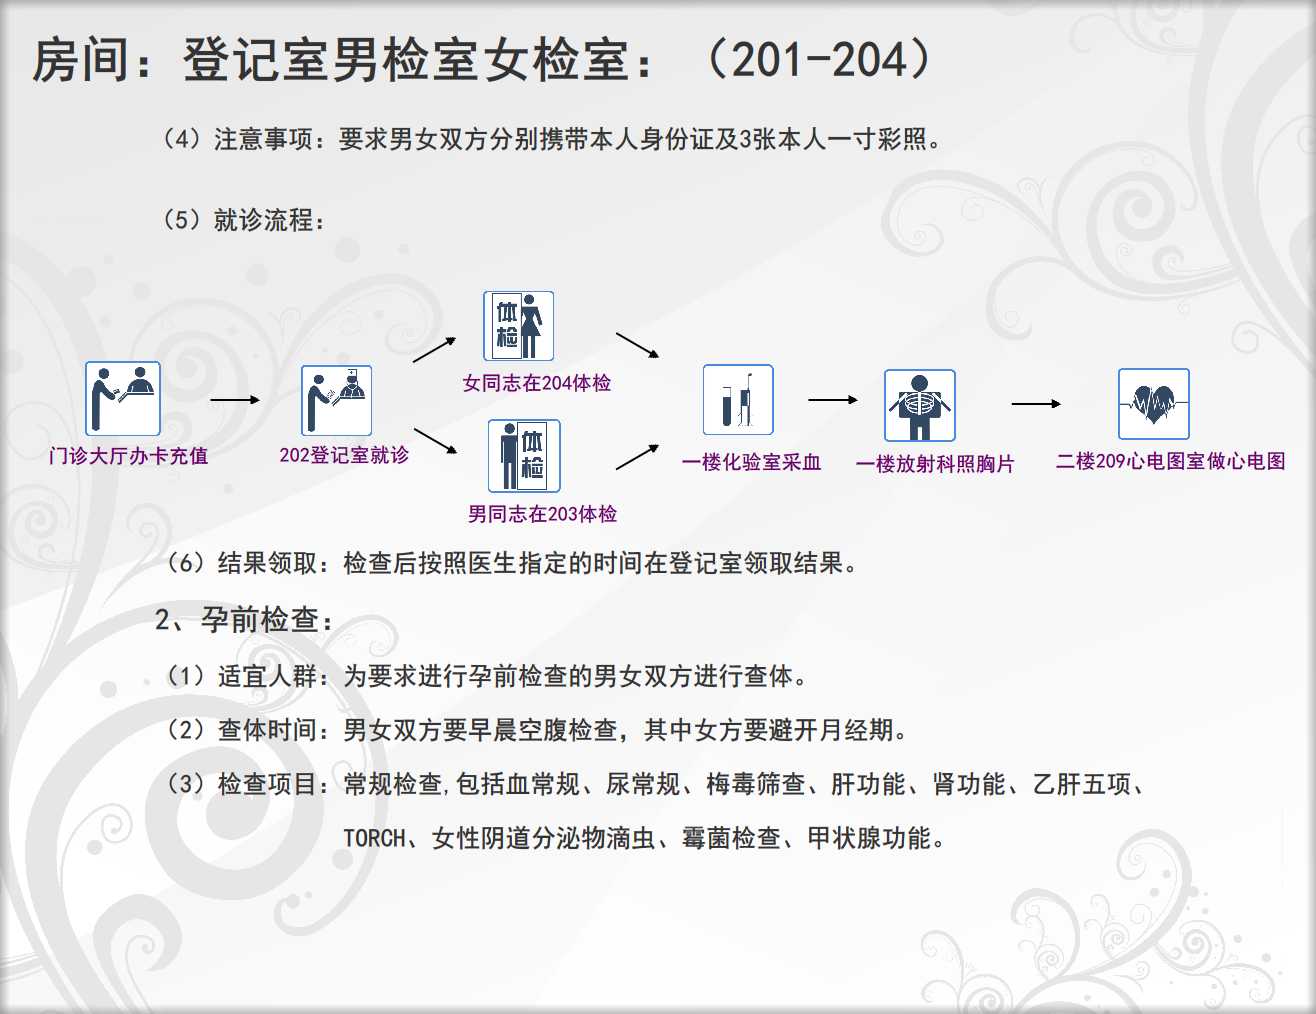 房间：登记室男检室女检室：（201-204）
（4）注意事项：要求男女双方分别携带本人身份证及3张本人一寸彩照。
（5）就诊流程：
体检
女同志在204体检
门诊大厅办卡充值
202登记室就诊
体检
男同志在203体检
一楼化验室采血
一楼放射科照胸片
二楼209心电图室做心电图
（6）结果领取：检查后按照医生指定的时间在登记室领取结果。
2、孕前检查：
（1）适宜人群：为要求进行孕前检查的男女双方进行查体。
（2）查体时间：男女双方要早晨空腹检查，其中女方要避开月经期。
（3）检查项目：常规检查,包括血常规、尿常规、梅毒筛查、肝功能、肾功能、乙肝五项、
TORCH、女性阴道分泌物滴虫、霉菌检查、甲状腺功能。